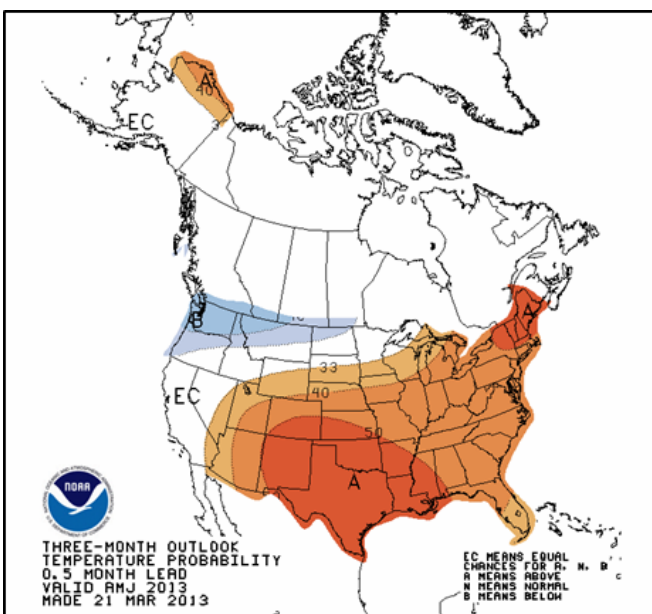 A
40
EC
B
A
33
EC
40
50
A
NOAA
THREE-MONTH OUTLOOK
TEMPERATURE PROBABILITY
0.5 MONTH LEAD
VALID AMJ 2013
MADE 21 MAR 2013
EC MEANS EQUAL
CHANCES FOR A, N, B
A MEANS ABOVE
N MEANS NORMAL
B MEANS BELOW